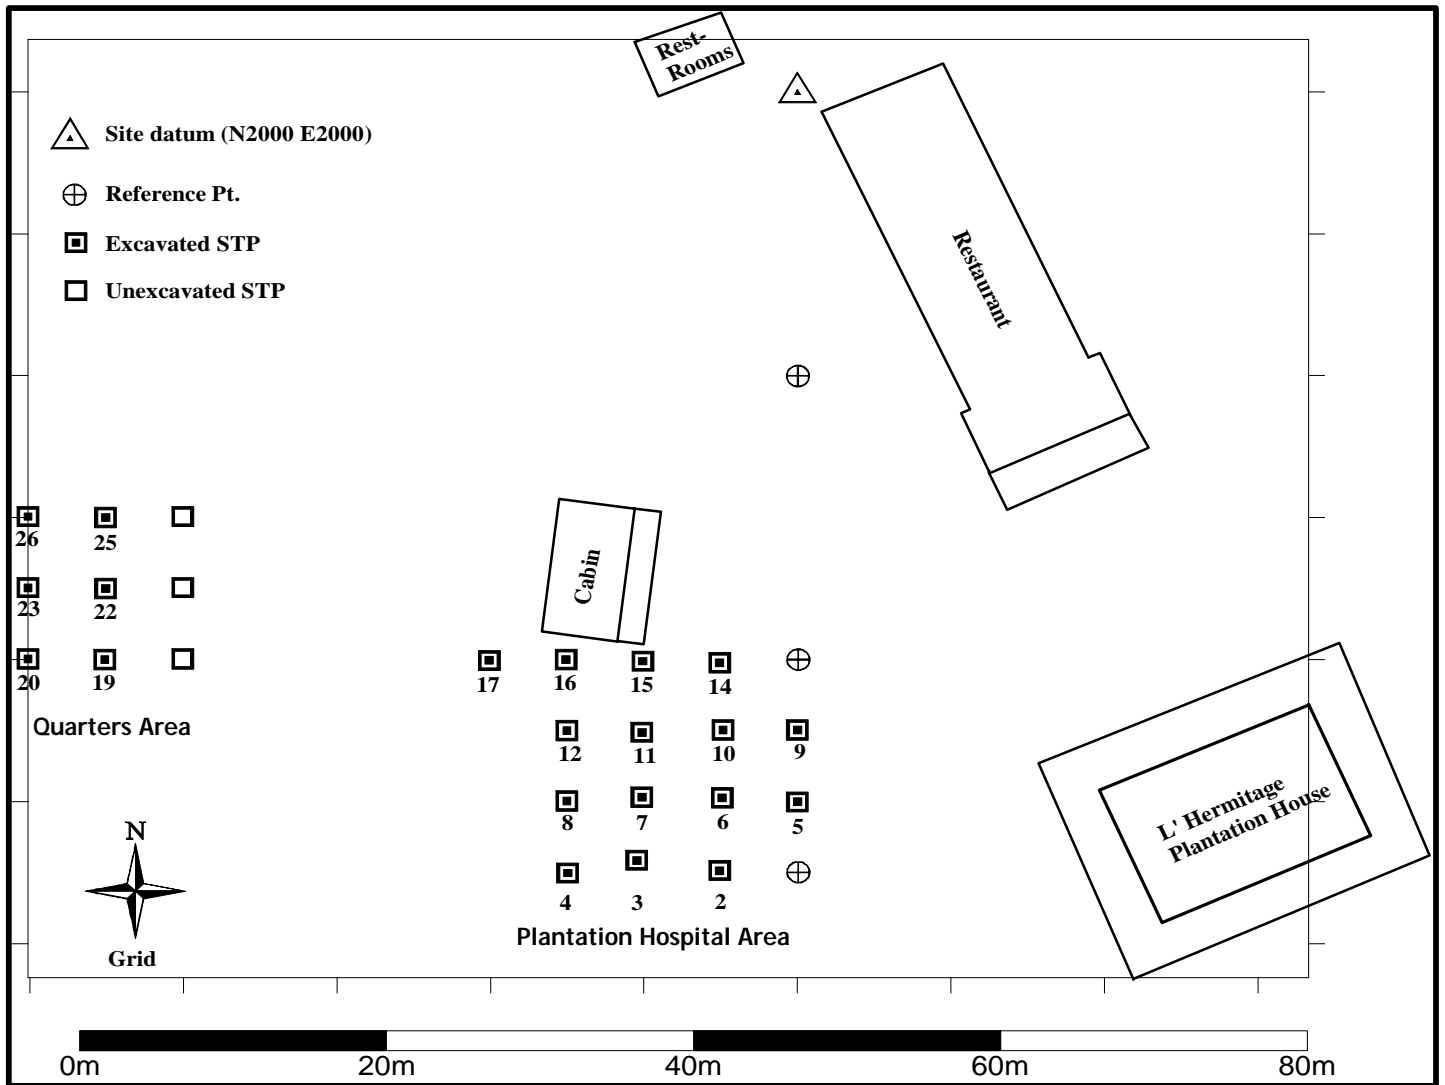 Rest-
Rooms
Site datum (N2000 E2000)
Reference Pt.
Excavated STP
Unexcavated STP
Restaurant
Cabin
26 25
23 22
20 19
Quarters Area
17 16 15 14
12 11 10 9
8 7 6 5
4 3 2
Plantation Hospital Area
L' Hermitage
Plantation House
N
Grid
0m 20m 40m 60m 80m